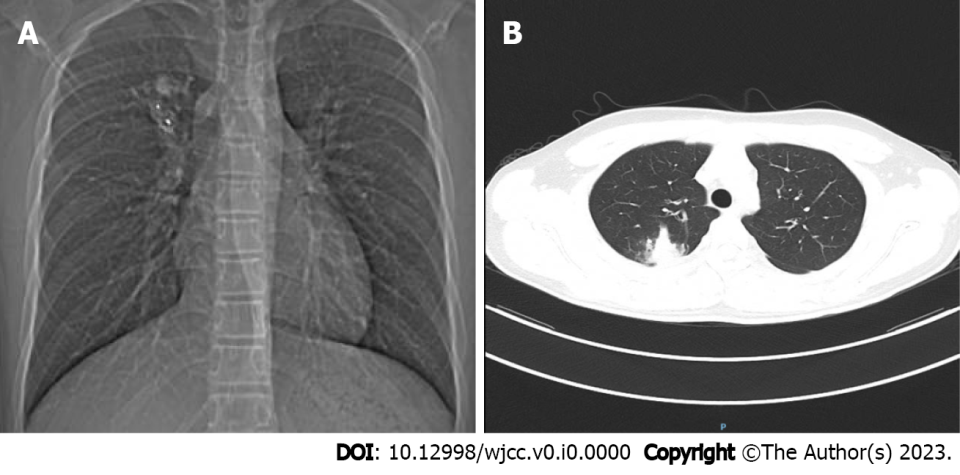 A
B
P
DOI: 10.12998/wjcc.v0.i0.0000 Copyright ©The Author(s) 2023.